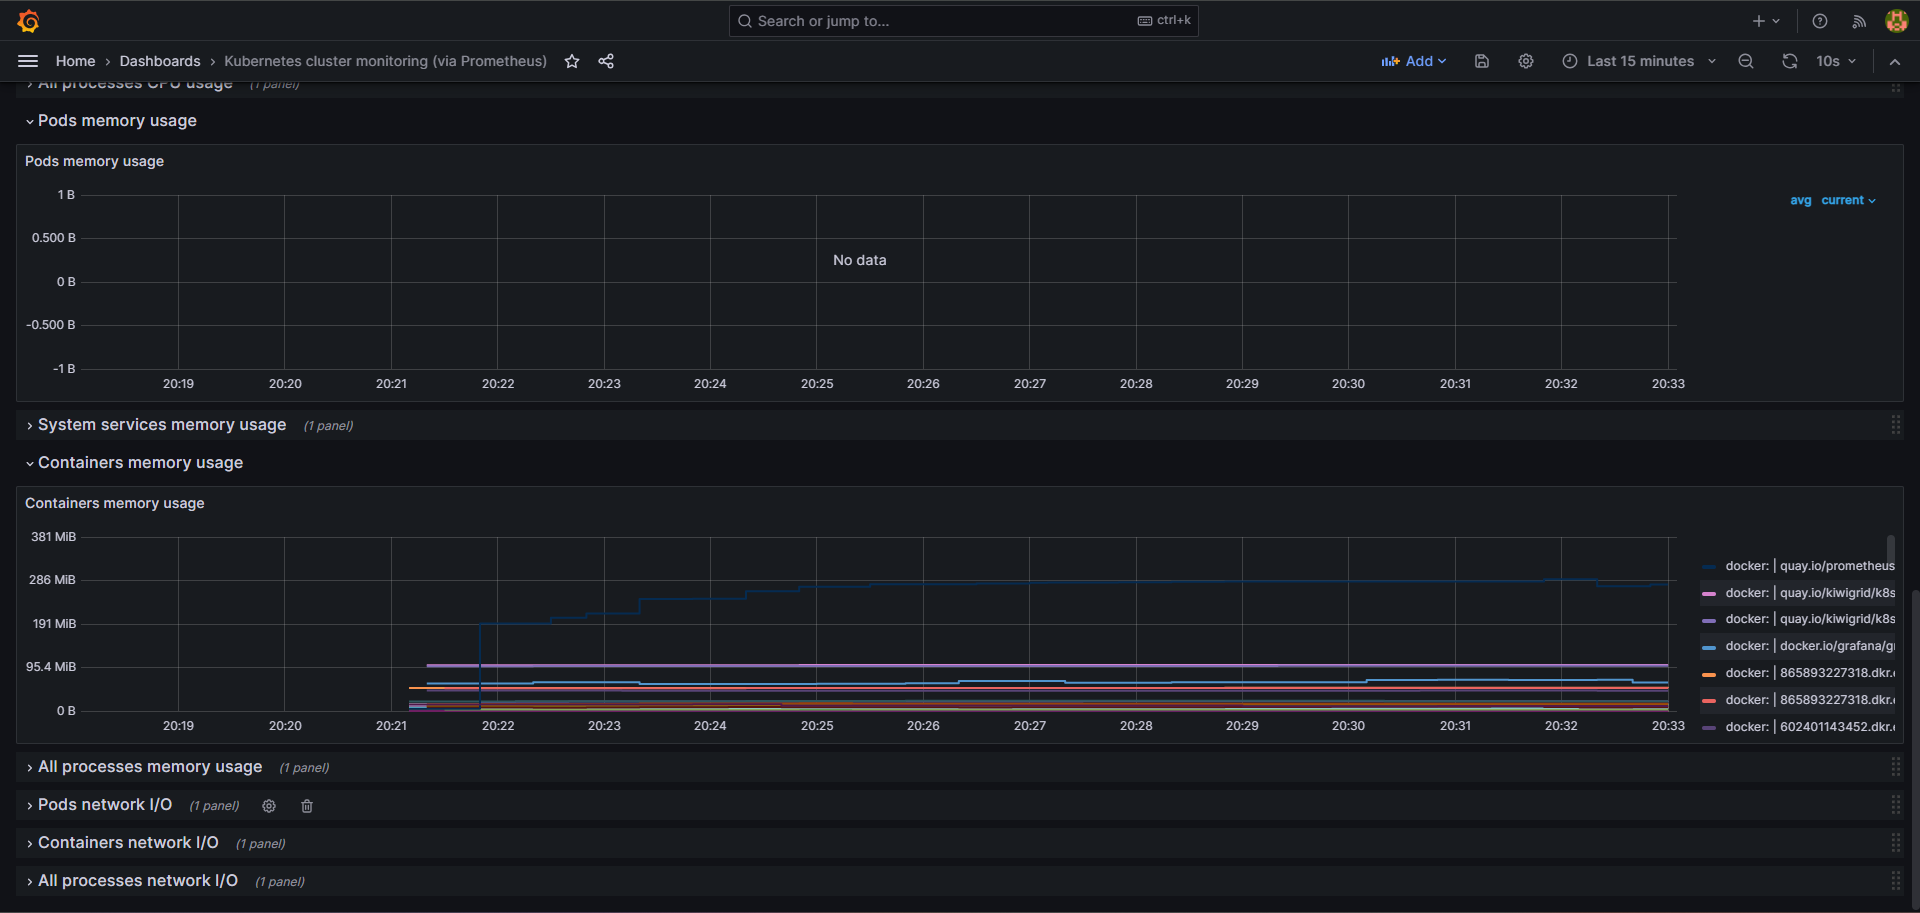 Search or jump to...
ctrl+k
Home › Dashboards › Kubernetes cluster monitoring (via Prometheus)
Add
Last 15 minutes
10s
All processes CPU usage (1 panel)
Pods memory usage
Pods memory usage
1 B
0.500 B
0 B
-0.500 B
-1 B
No data
avg current
20:19 20:20 20:21 20:22 20:23 20:24 20:25 20:26 20:27 20:28 20:29 20:30 20:31 20:32 20:33
System services memory usage (1 panel)
Containers memory usage
Containers memory usage
381 MiB
286 MiB
191 MiB
95.4 MiB
0 B
20:19 20:20 20:21 20:22 20:23 20:24 20:25 20:26 20:27 20:28 20:29 20:30 20:31 20:32 20:33
docker: | quay.io/prometheus
docker: | quay.io/kiwigrid/k8s
docker: | quay.io/kiwigrid/k8s
docker: | docker.io/grafana/gr
docker: | 865893227318.dkr.
docker: | 865893227318.dkr.
docker: | 602401143452.dkr.
All processes memory usage (1 panel)
Pods network I/O (1 panel)
Containers network I/O (1 panel)
All processes network I/O (1 panel)